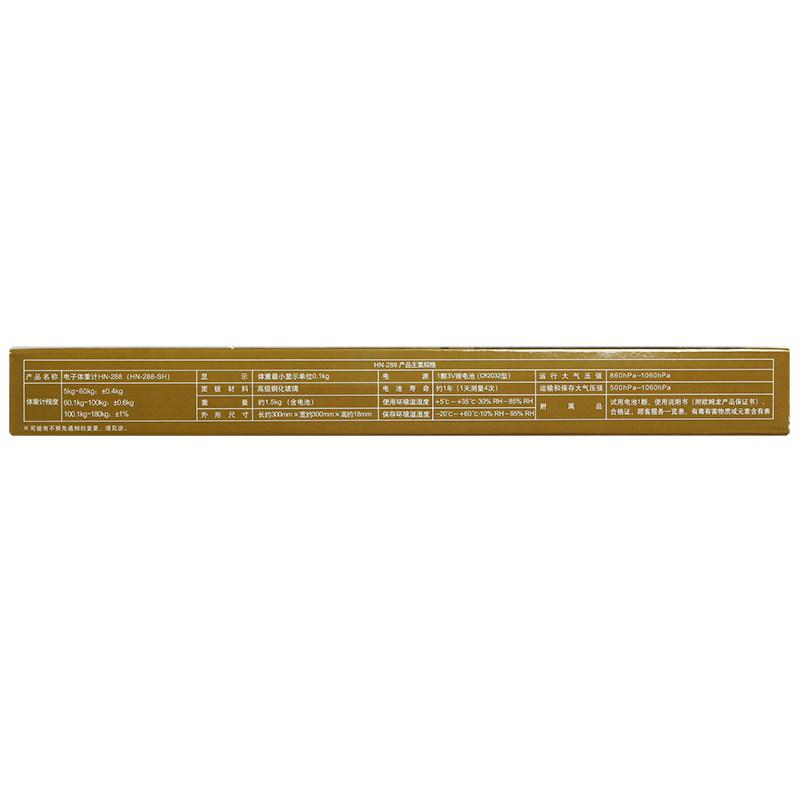 HN-288 产品主要规格
产品名称 电子体重计HN-288（HN-288-SH） 显示 体重最小显示单位0.1kg 电源 1颗3V锂电池（CR2032型） 运行大气压强 860hPa~1060hPa
体重计精度 5kg~60kg：±0.4kg 面板材料 高级钢化玻璃 电池寿命 约1年（1天测量4次） 运输和保存大气压强 500hPa~1060hPa
60.1kg~100kg：±0.6kg 重量 约1.5kg（含电池） 使用环境温湿度 +5℃~+35℃·30% RH~85% RH 附属品 试用电池1颗，使用说明书（附欧姆龙产品保证书），
100.1kg~180kg：±1% 外形尺寸 长约300mm×宽约300mm×高约18mm 保存环境温湿度 -20℃~+60℃·10% RH~95% RH 合格证，顾客服务一览表，有毒有害物质或元素含有表
※可能有不预先通知的变更，请见谅。